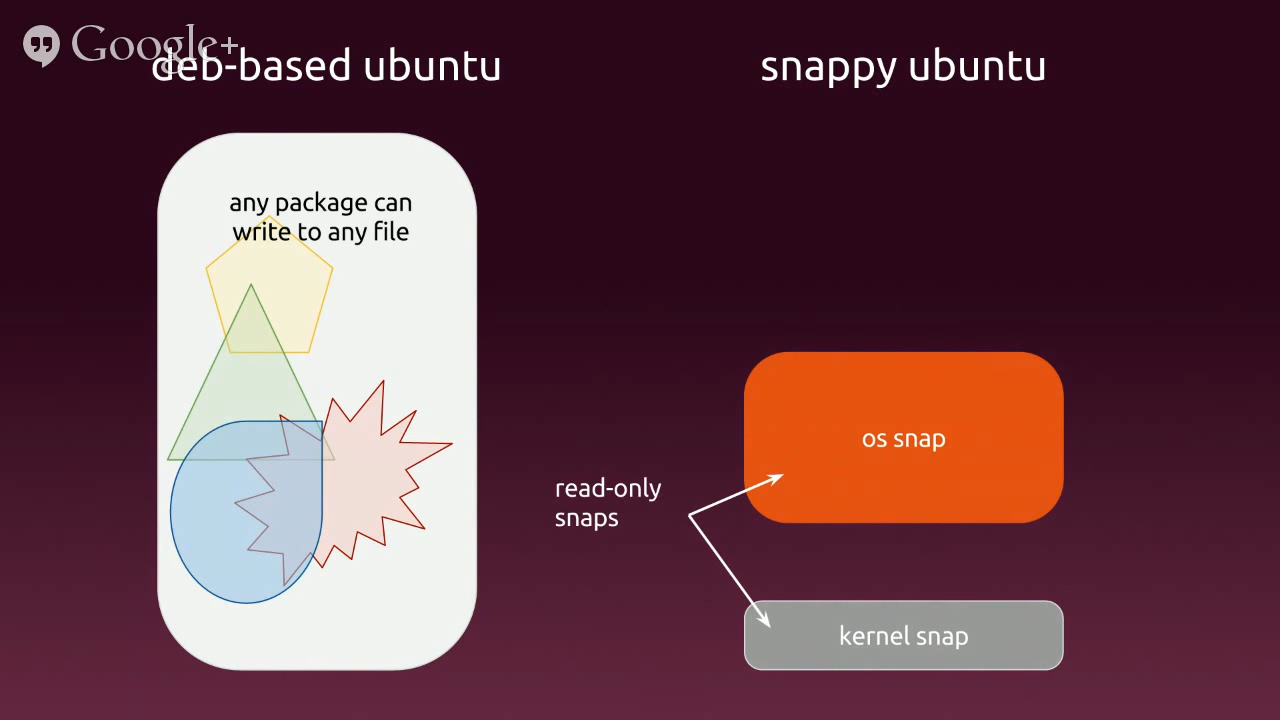 Google+
deb-based ubuntu
snappy ubuntu
any package can
write to any file
os snap
read-only
snaps
kernel snap